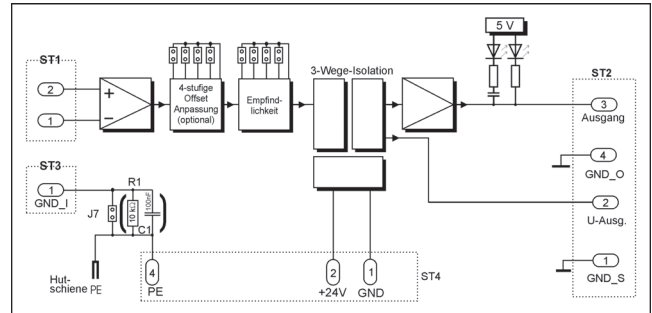 5 V
ST1
2
1
+
−
4-stufige
Offset
Anpassung
(optional)
Empfind-
lichkeit
3-Wege-Isolation
ST2
3
Ausgang
4
GND_O
2
U-Ausg.
1
GND_S
ST3
1
GND_I
R1
J7
10 kΩ
100nF
C1
Hut-
schiene PE
4
PE
2
+24V
1
GND
ST4